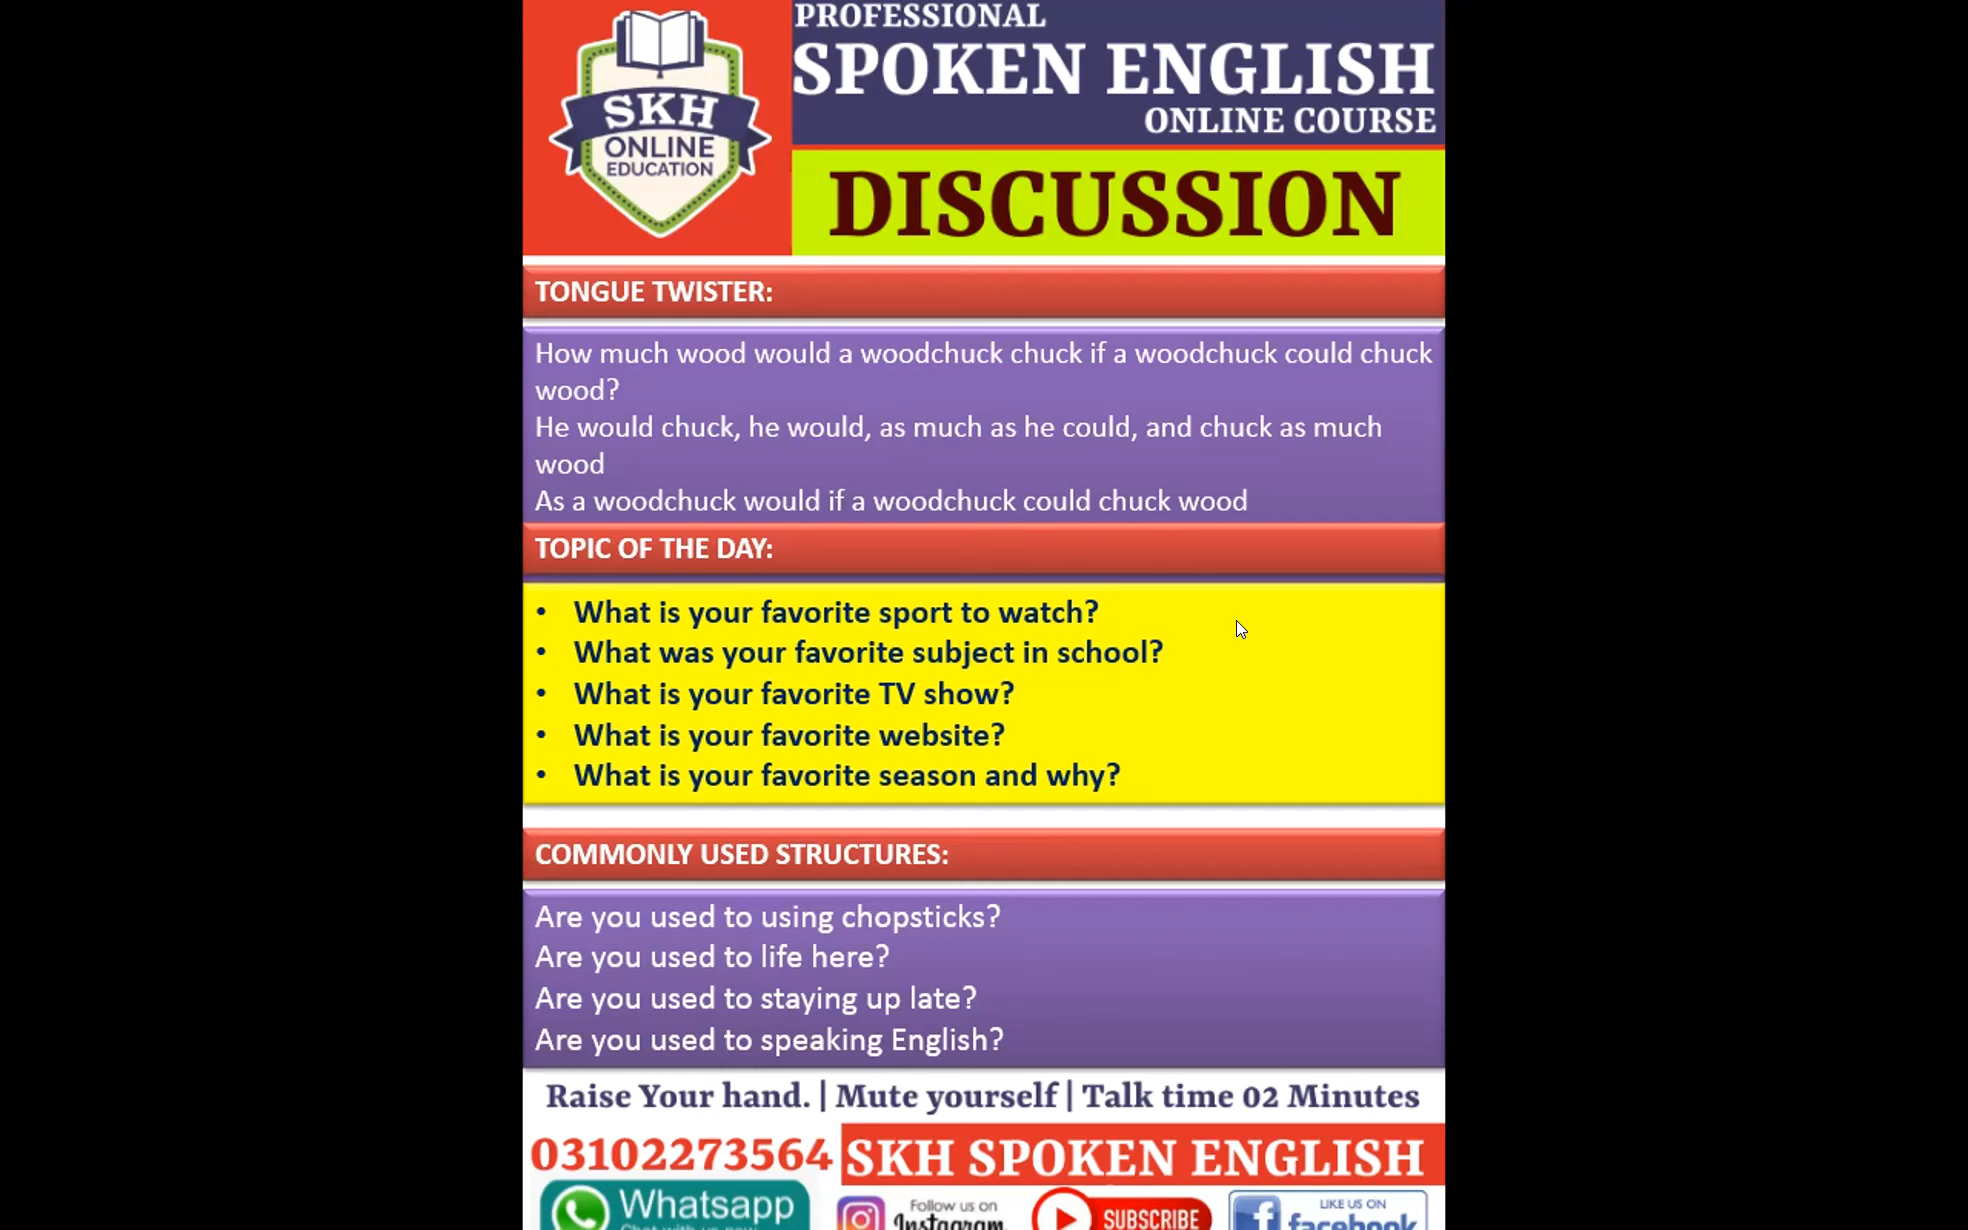 PROFESSIONAL
SPOKEN ENGLISH
ONLINE COURSE
SKH
ONLINE
EDUCATION
DISCUSSION
TONGUE TWISTER:
How much wood would a woodchuck chuck if a woodchuck could chuck
wood?
He would chuck, he would, as much as he could, and chuck as much
wood
As a woodchuck would if a woodchuck could chuck wood
TOPIC OF THE DAY:
• What is your favorite sport to watch?
• What was your favorite subject in school?
• What is your favorite TV show?
• What is your favorite website?
• What is your favorite season and why?
COMMONLY USED STRUCTURES:
Are you used to using chopsticks?
Are you used to life here?
Are you used to staying up late?
Are you used to speaking English?
Raise Your hand. | Mute yourself | Talk time 02 Minutes
03102273564 SKH SPOKEN ENGLISH
Whatsapp
Chat with us now
Follow us on
Instagram
SUBSCRIBE
LIKE US ON
facebook